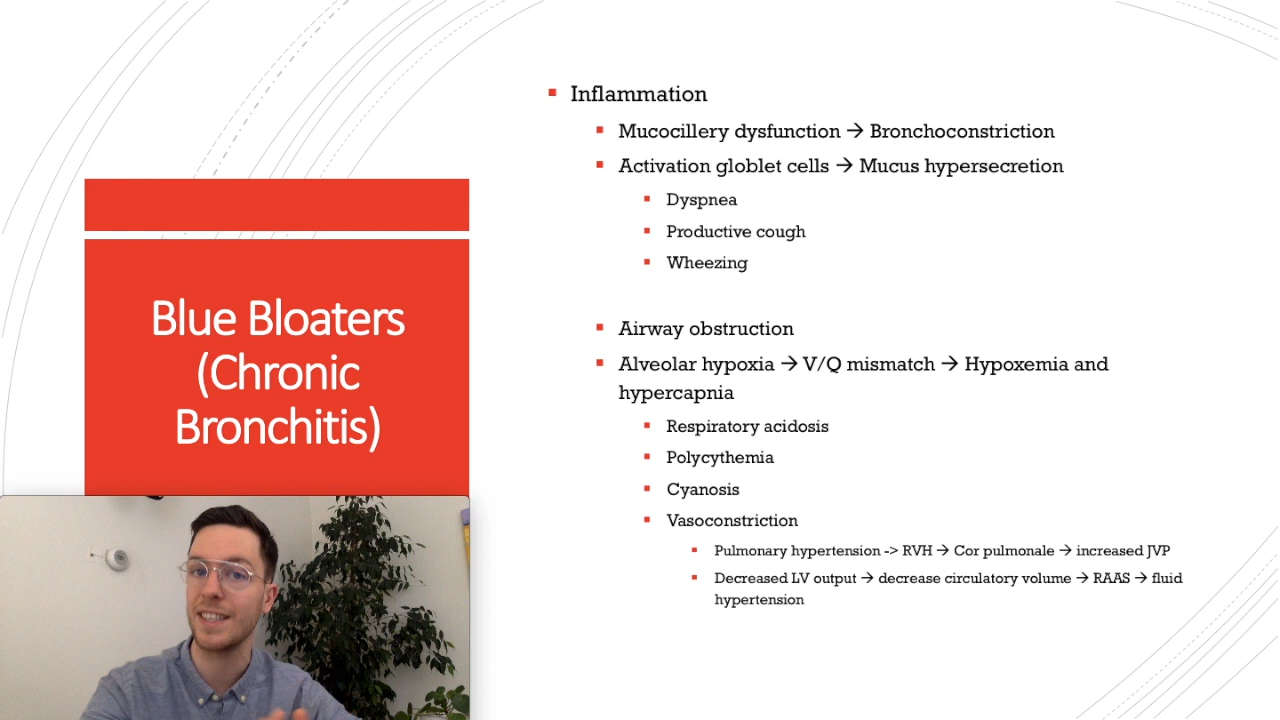 Blue Bloaters
(Chronic
Bronchitis)
Inflammation
Mucocillery dysfunction → Bronchoconstriction
Activation globlet cells → Mucus hypersecretion
Dyspnea
Productive cough
Wheezing
Airway obstruction
Alveolar hypoxia → V/Q mismatch → Hypoxemia and
hypercapnia
Respiratory acidosis
Polycythemia
Cyanosis
Vasoconstriction
Pulmonary hypertension -> RVH → Cor pulmonale → increased JVP
Decreased LV output → decrease circulatory volume → RAAS → fluid
hypertension